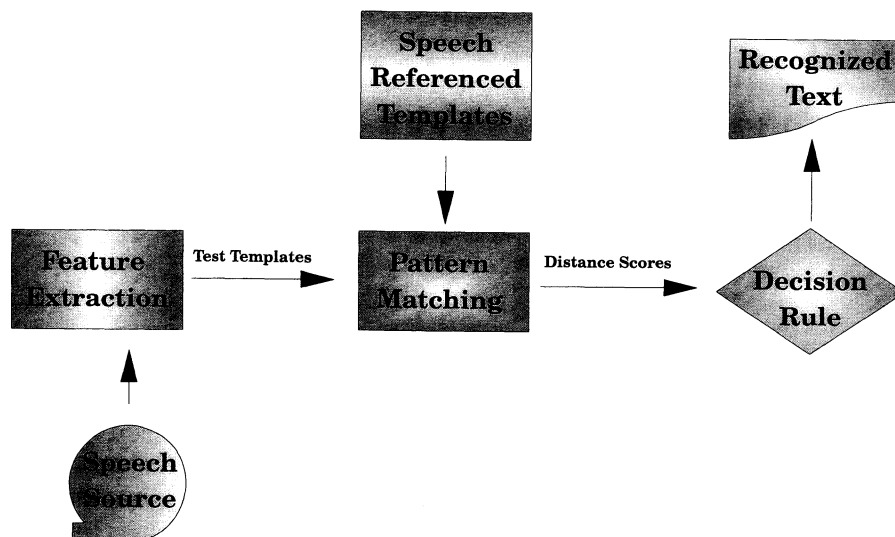 Speech
Referenced
Templates
Recognized
Text
Feature
Extraction
Test Templates
Pattern
Matching
Distance Scores
Decision
Rule
Speech
Source